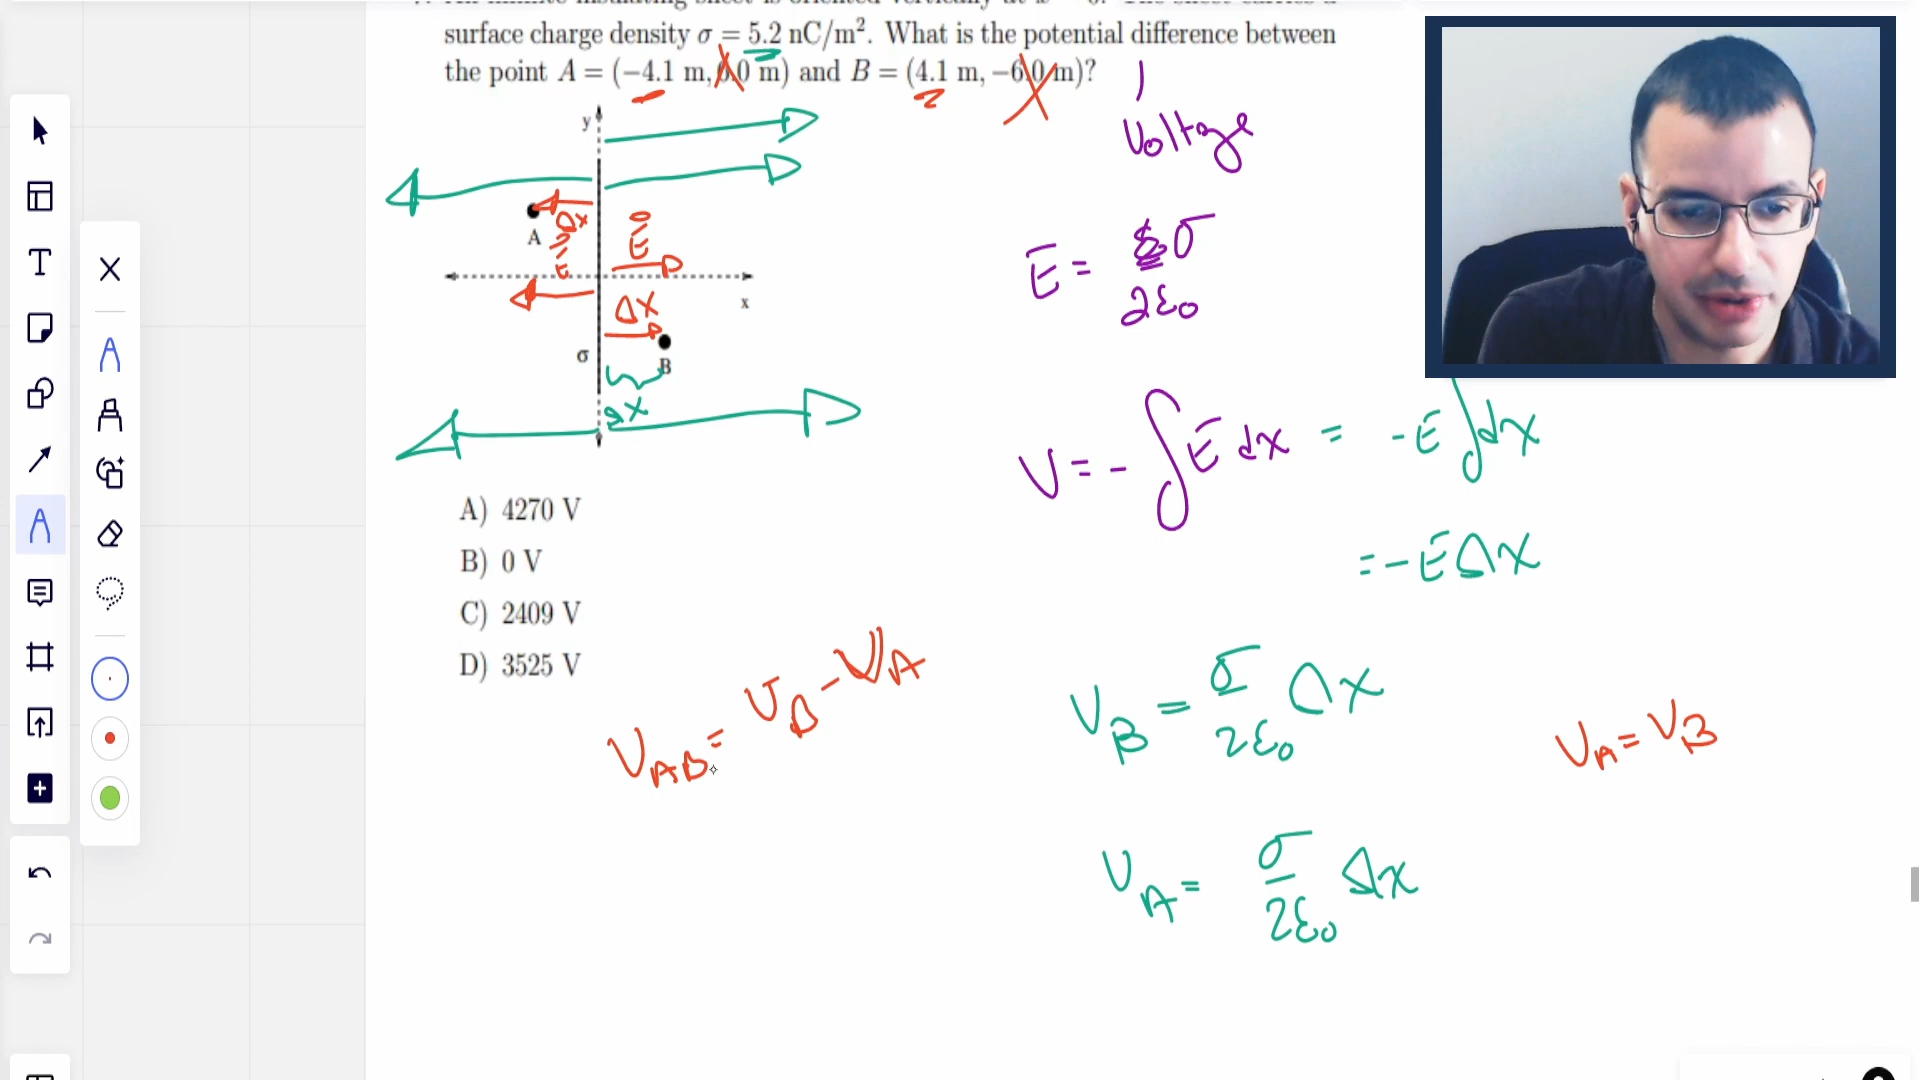 surface charge density σ = 5.2 nC/m². What is the potential difference between
the point A = (−4.1 m, 6.0 m) and B = (4.1 m, −6.0 m)?
Voltage
y
A
Δx
E
E
x
Δx
σ
B
Δx
E = σ / 2ε₀
V = - ∫ E dx = -E ∫ dx
= - E Δx
A) 4270 V
B) 0 V
C) 2409 V
D) 3525 V
V_AB = V_B - V_A
V_B = σ / 2ε₀ Δx
V_A = V_B
V_A = σ / 2ε₀ Δx
T